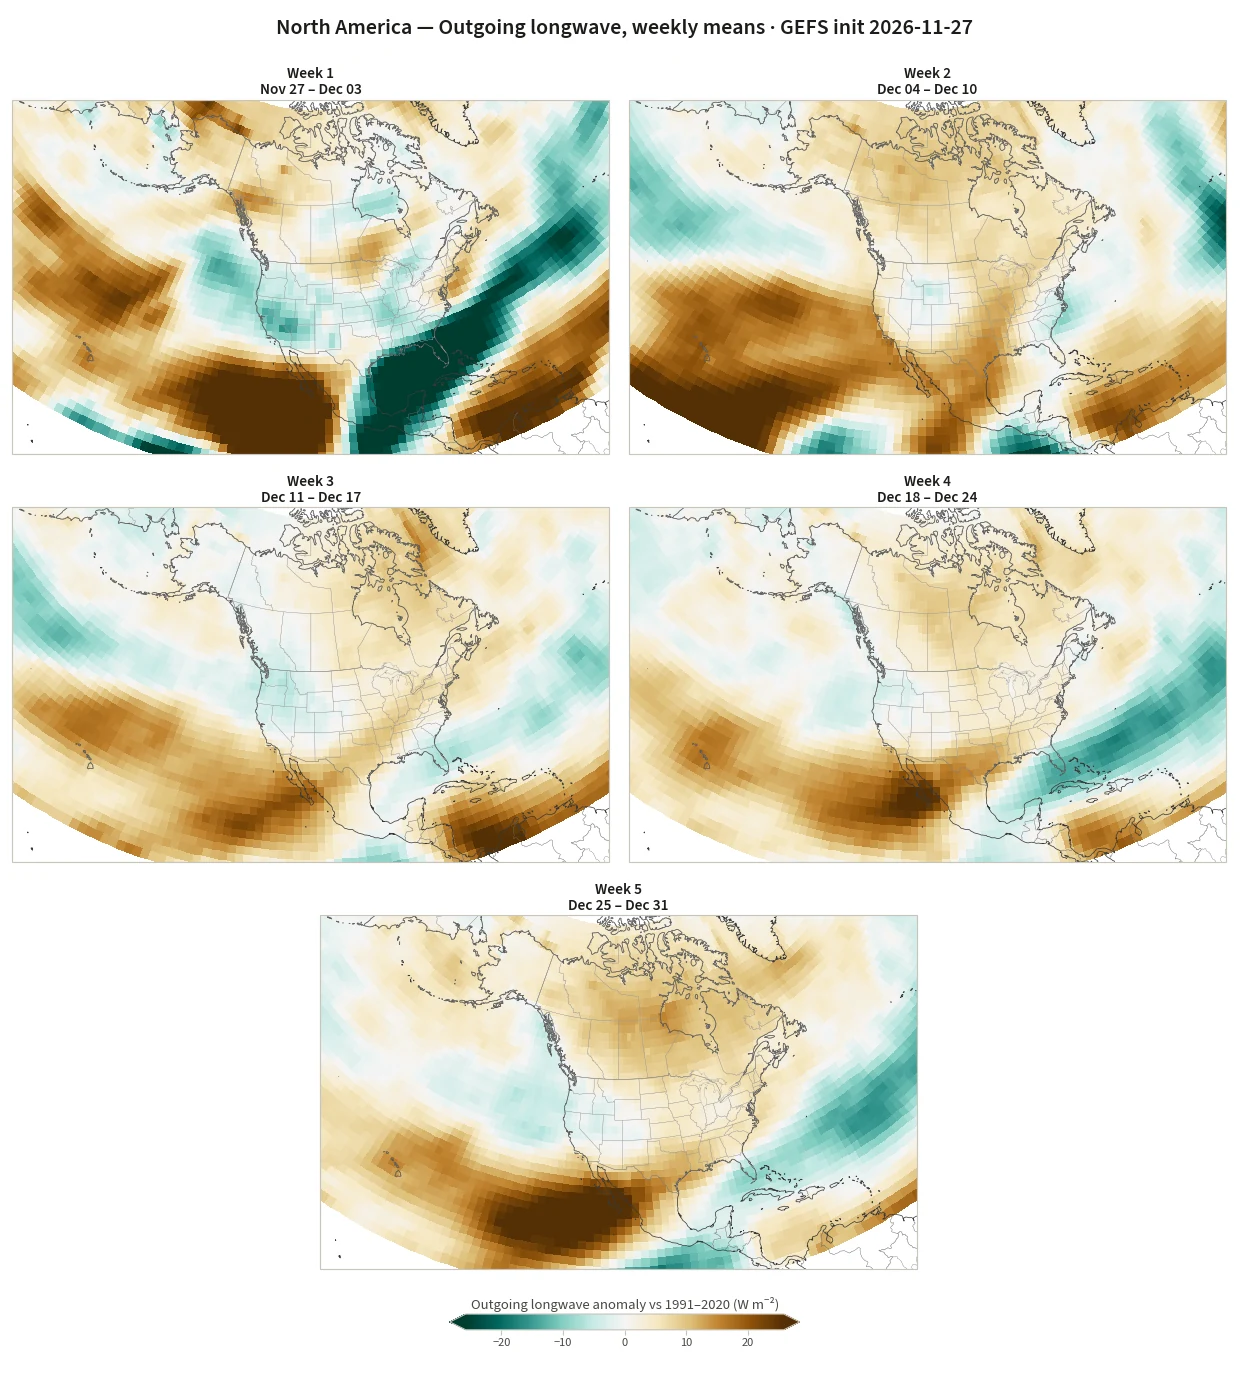 North America — Outgoing longwave, weekly means · GEFS init 2026-11-27
Week 1
Nov 27 – Dec 03
Week 2
Dec 04 – Dec 10
Week 3
Dec 11 – Dec 17
Week 4
Dec 18 – Dec 24
Week 5
Dec 25 – Dec 31
Outgoing longwave anomaly vs 1991–2020 (W m⁻²)
−20 −10 0 10 20